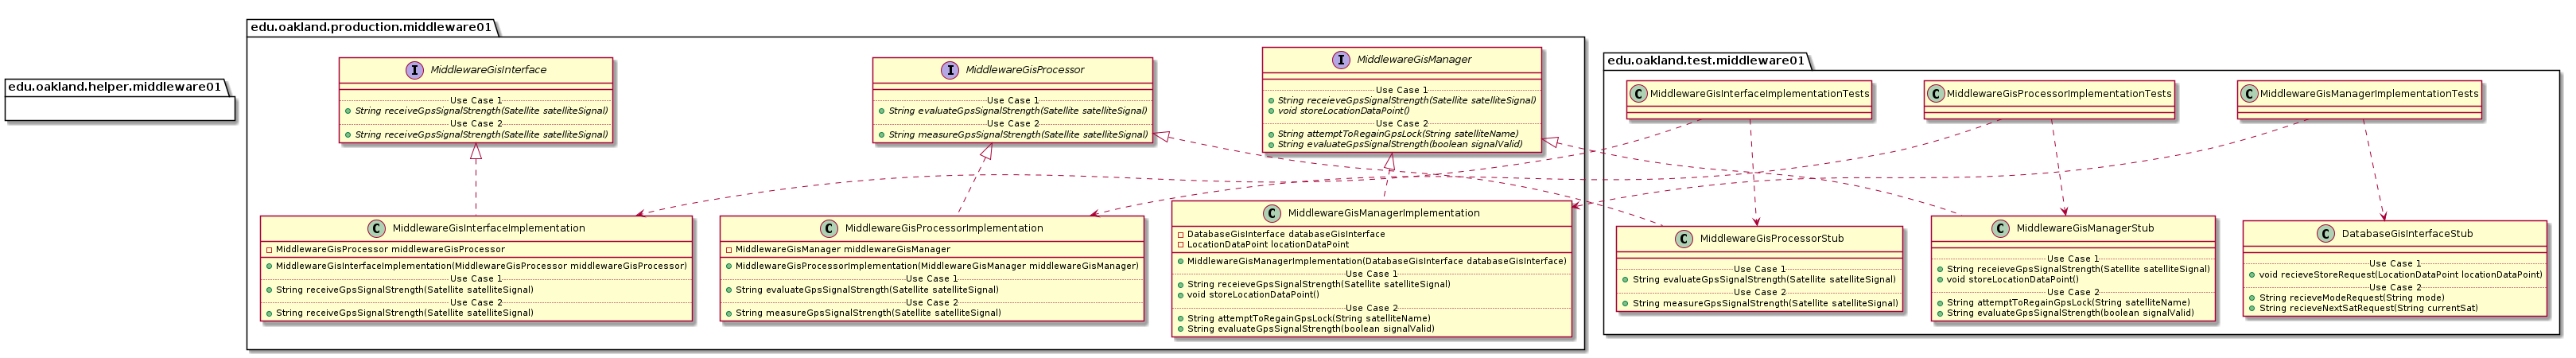 edu.oakland.helper.middleware01
edu.oakland.production.middleware01
I MiddlewareGisInterface
Use Case 1
String receiveGpsSignalStrength(Satellite satelliteSignal)
Use Case 2
String receiveGpsSignalStrength(Satellite satelliteSignal)
I MiddlewareGisProcessor
Use Case 1
String evaluateGpsSignalStrength(Satellite satelliteSignal)
Use Case 2
String measureGpsSignalStrength(Satellite satelliteSignal)
I MiddlewareGisManager
Use Case 1
String receieveGpsSignalStrength(Satellite satelliteSignal)
void storeLocationDataPoint()
Use Case 2
String attemptToRegainGpsLock(String satelliteName)
String evaluateGpsSignalStrength(boolean signalValid)
C MiddlewareGisInterfaceImplementation
MiddlewareGisProcessor middlewareGisProcessor
MiddlewareGisInterfaceImplementation(MiddlewareGisProcessor middlewareGisProcessor)
Use Case 1
String receiveGpsSignalStrength(Satellite satelliteSignal)
Use Case 2
String receiveGpsSignalStrength(Satellite satelliteSignal)
C MiddlewareGisProcessorImplementation
MiddlewareGisManager middlewareGisManager
MiddlewareGisProcessorImplementation(MiddlewareGisManager middlewareGisManager)
Use Case 1
String evaluateGpsSignalStrength(Satellite satelliteSignal)
Use Case 2
String measureGpsSignalStrength(Satellite satelliteSignal)
C MiddlewareGisManagerImplementation
DatabaseGisInterface databaseGisInterface
LocationDataPoint locationDataPoint
MiddlewareGisManagerImplementation(DatabaseGisInterface databaseGisInterface)
Use Case 1
String receieveGpsSignalStrength(Satellite satelliteSignal)
void storeLocationDataPoint()
Use Case 2
String attemptToRegainGpsLock(String satelliteName)
String evaluateGpsSignalStrength(boolean signalValid)
edu.oakland.test.middleware01
C MiddlewareGisInterfaceImplementationTests
C MiddlewareGisProcessorImplementationTests
C MiddlewareGisManagerImplementationTests
C MiddlewareGisProcessorStub
Use Case 1
String evaluateGpsSignalStrength(Satellite satelliteSignal)
Use Case 2
String measureGpsSignalStrength(Satellite satelliteSignal)
C MiddlewareGisManagerStub
Use Case 1
String receieveGpsSignalStrength(Satellite satelliteSignal)
void storeLocationDataPoint()
Use Case 2
String attemptToRegainGpsLock(String satelliteName)
String evaluateGpsSignalStrength(boolean signalValid)
C DatabaseGisInterfaceStub
Use Case 1
void recieveStoreRequest(LocationDataPoint locationDataPoint)
Use Case 2
String recieveModeRequest(String mode)
String recieveNextSatRequest(String currentSat)